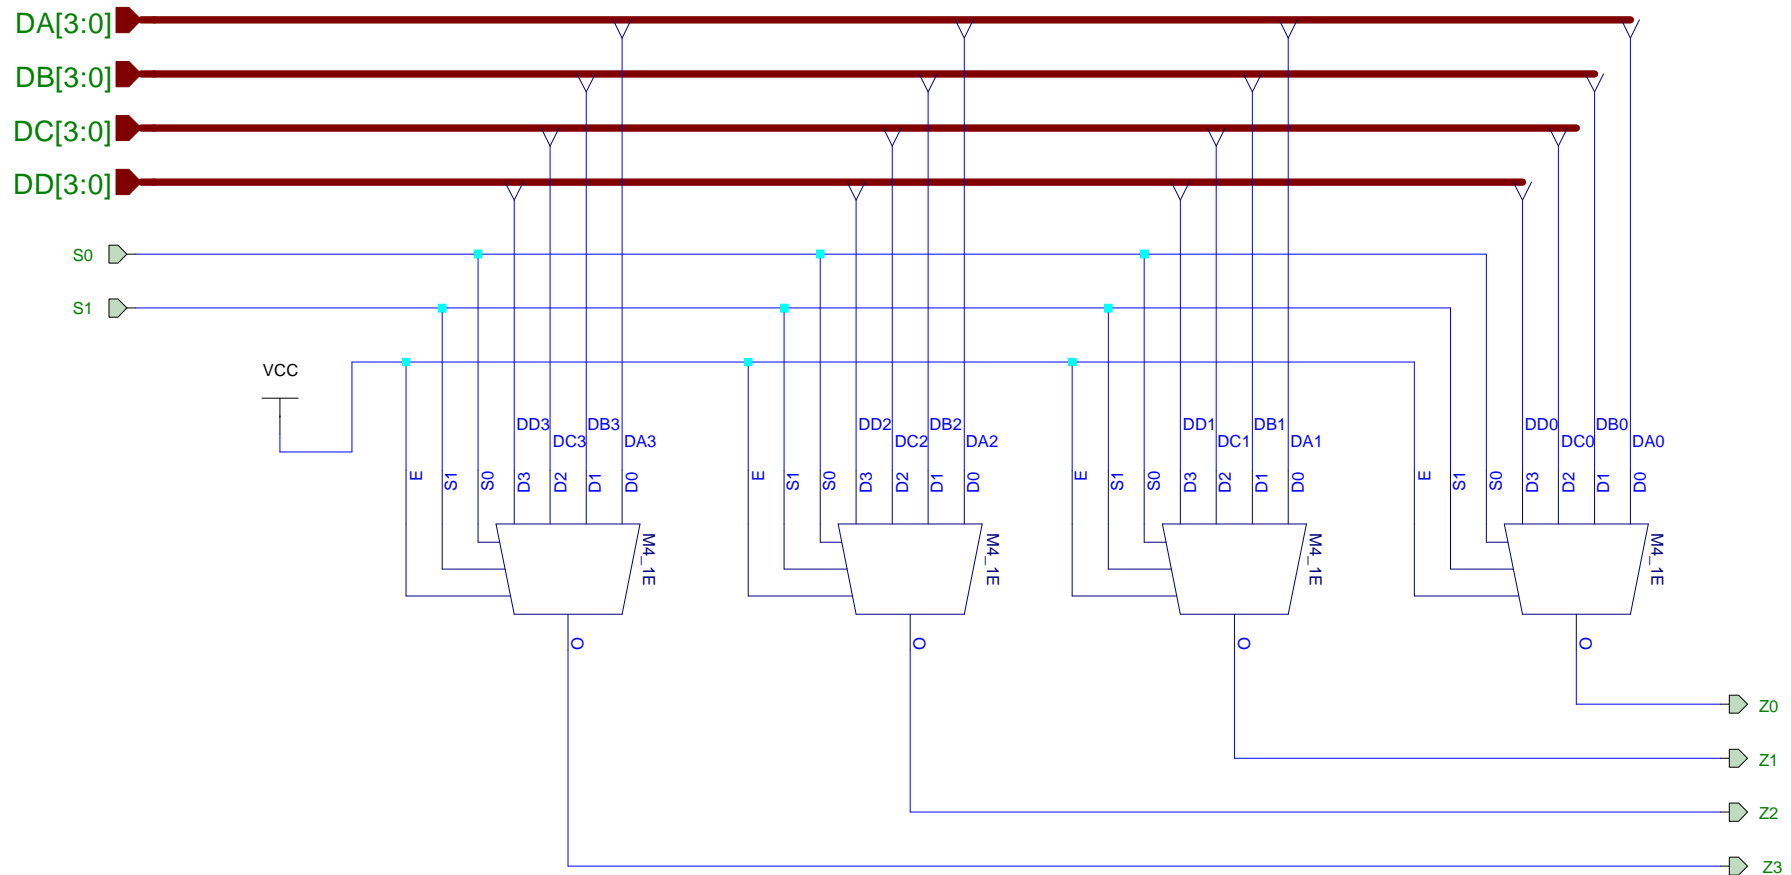 DA[3:0]
DB[3:0]
DC[3:0]
DD[3:0]
S0
S1
VCC
DD3 DB3 DD2 DB2 DD1 DB1 DD0 DB0
DC3 DA3 DC2 DA2 DC1 DA1 DC0 DA0
E S1 S0 D3 D2 D1 D0 E S1 S0 D3 D2 D1 D0 E S1 S0 D3 D2 D1 D0 E S1 S0 D3 D2 D1 D0
M4_1E M4_1E M4_1E M4_1E
O O O O
Z0
Z1
Z2
Z3